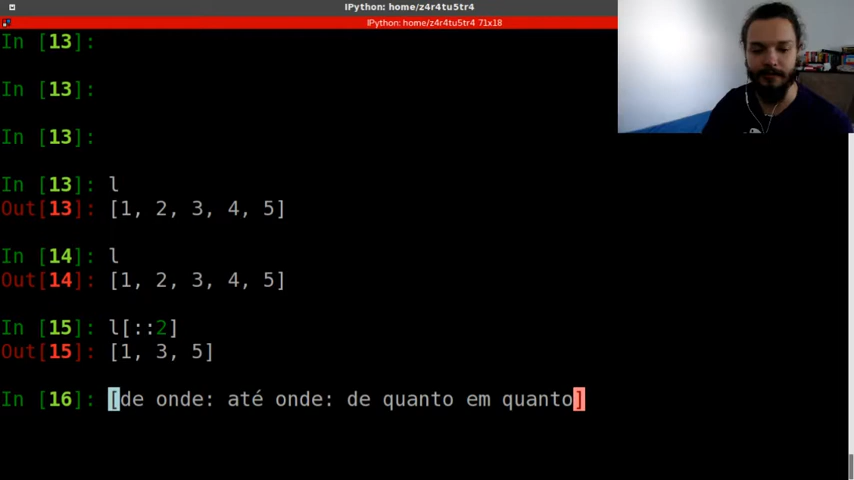 IPython: home/z4r4tu5tr4
IPython: home/z4r4tu5tr4 71x18
In [13]:
In [13]:
In [13]:
In [13]: l
Out[13]: [1, 2, 3, 4, 5]
In [14]: l
Out[14]: [1, 2, 3, 4, 5]
In [15]: l[::2]
Out[15]: [1, 3, 5]
In [16]: [de onde: até onde: de quanto em quanto]